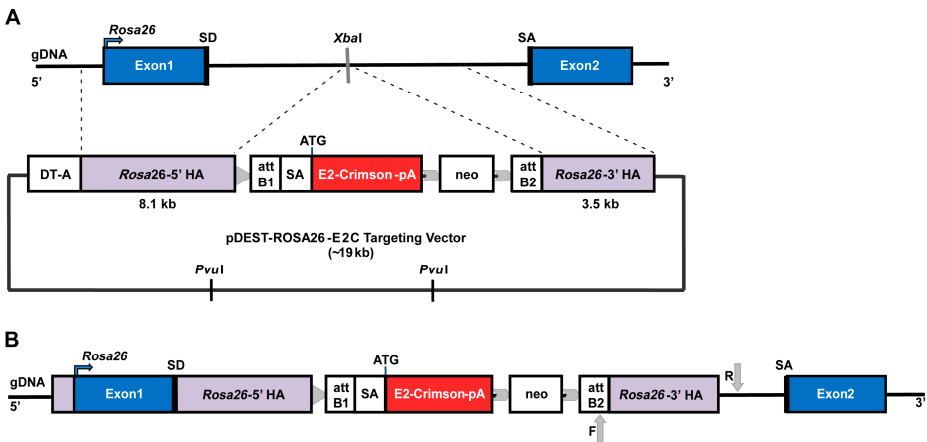 A
Rosa26
SD
XbaI
SA
gDNA
Exon1
Exon2
5’
3’
ATG
DT-A
Rosa26-5’ HA
att B1
SA
E2-Crimson-pA
neo
att B2
Rosa26-3’ HA
8.1 kb
3.5 kb
pDEST-ROSA26-E2C Targeting Vector
(~19kb)
PvuI
PvuI
B
Rosa26
SD
ATG
R
SA
gDNA
Exon1
Rosa26-5’ HA
att B1
SA
E2-Crimson-pA
neo
att B2
Rosa26-3’ HA
Exon2
5’
3’
F